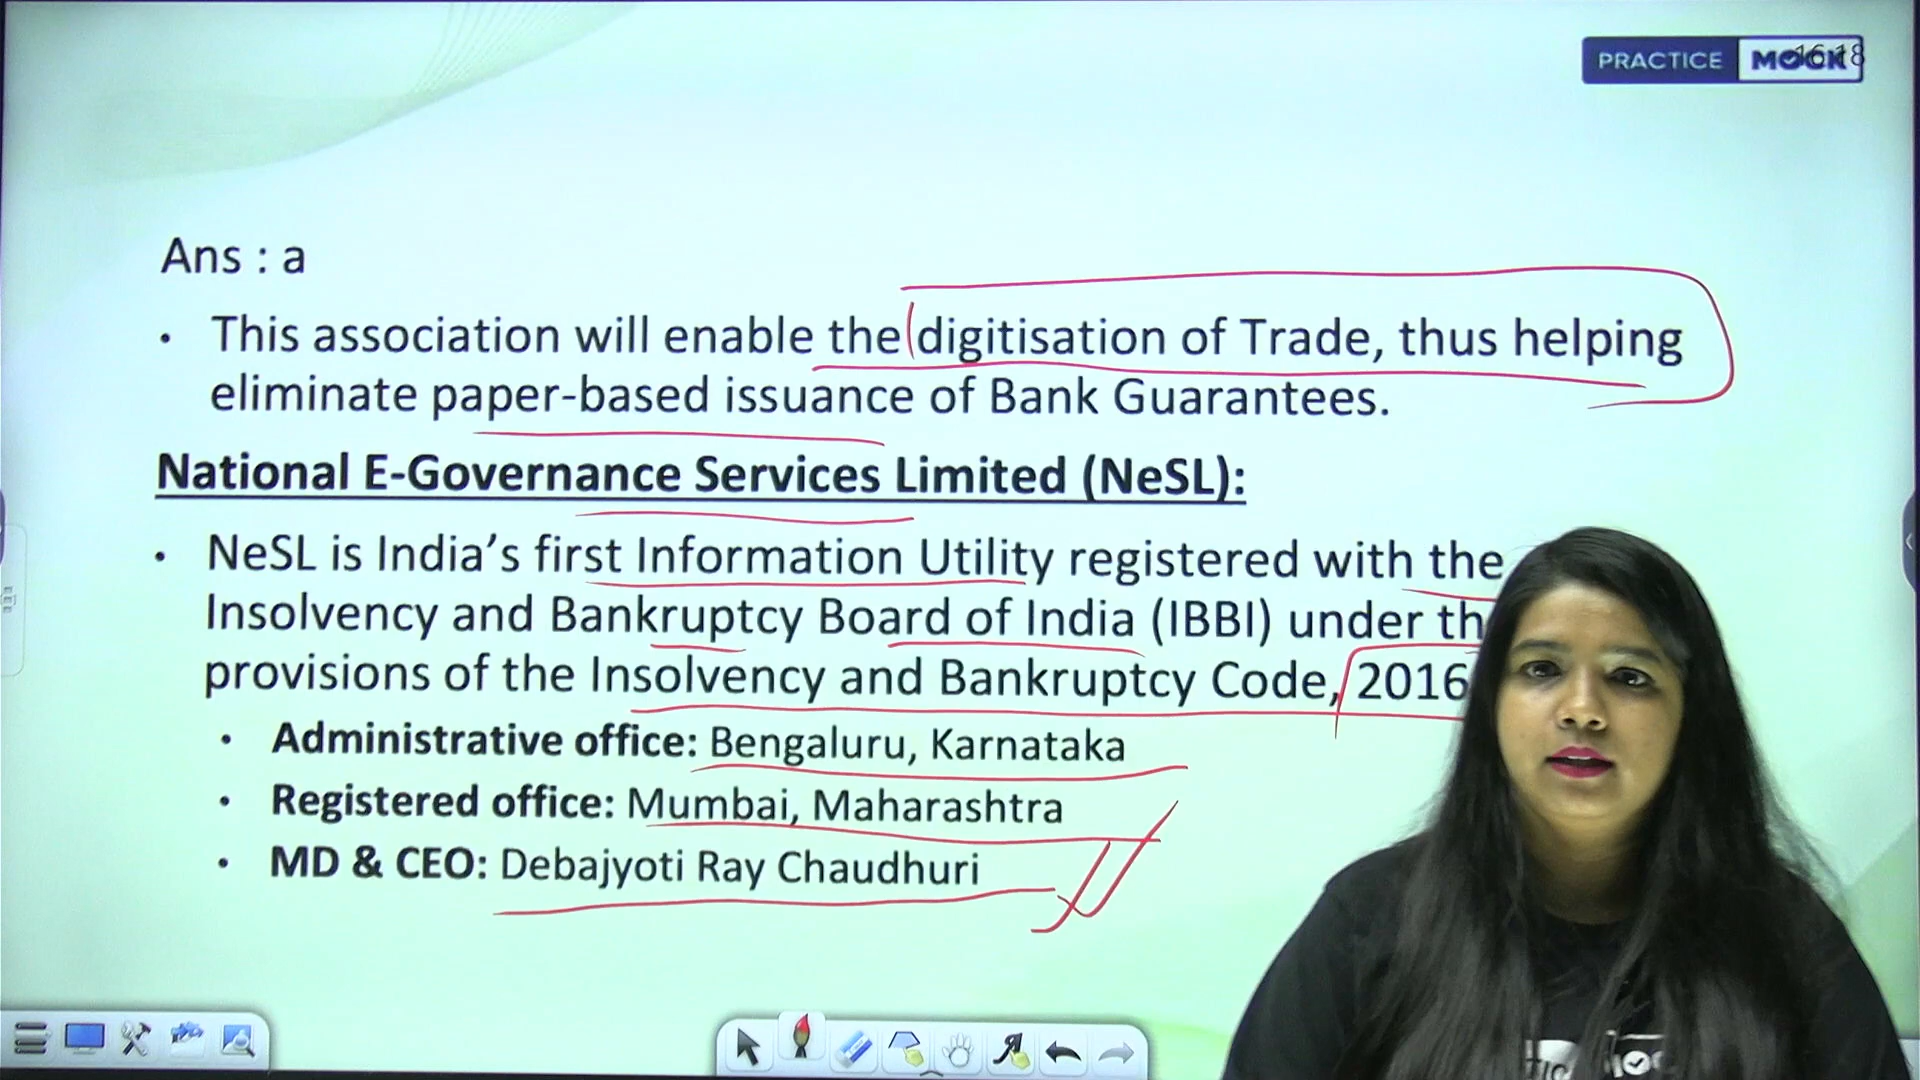 PRACTICE MOCK
16:18
Ans : a
• This association will enable the digitisation of Trade, thus helping
eliminate paper-based issuance of Bank Guarantees.
National E-Governance Services Limited (NeSL):
• NeSL is India’s first Information Utility registered with the
Insolvency and Bankruptcy Board of India (IBBI) under th
provisions of the Insolvency and Bankruptcy Code, 2016
• Administrative office: Bengaluru, Karnataka
• Registered office: Mumbai, Maharashtra
• MD & CEO: Debajyoti Ray Chaudhuri